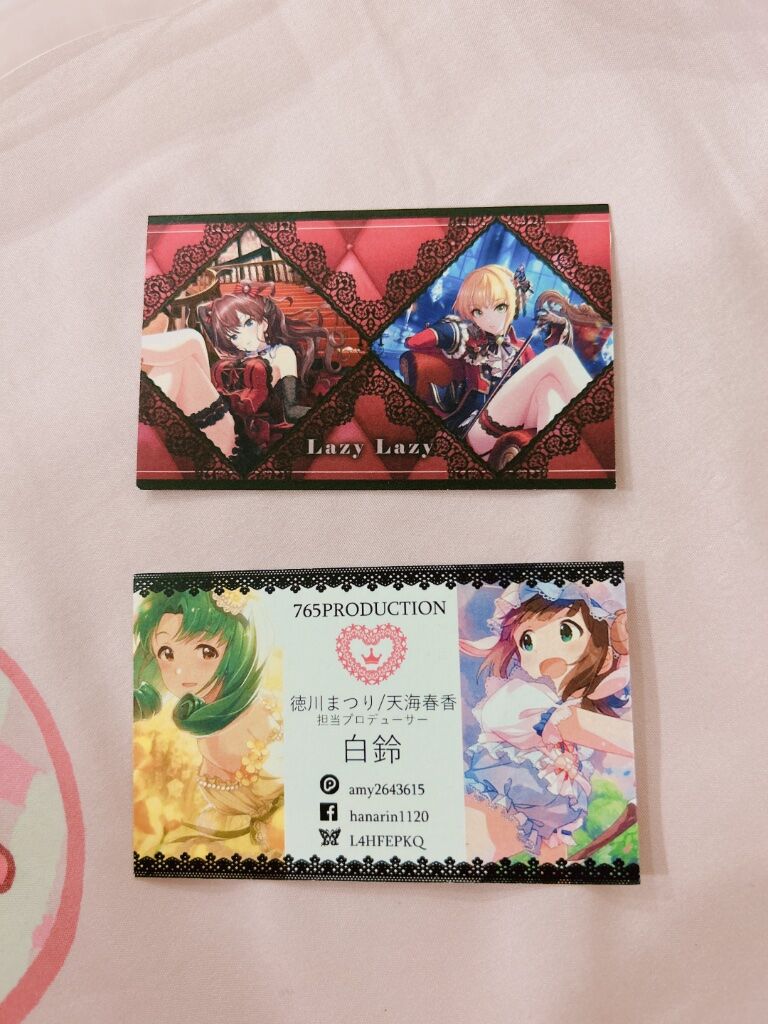 Lazy Lazy
765PRODUCTION
徳川まつり/天海春香
担当プロデューサー
白鈴
amy2643615
hanarin1120
L4HFEPKQ